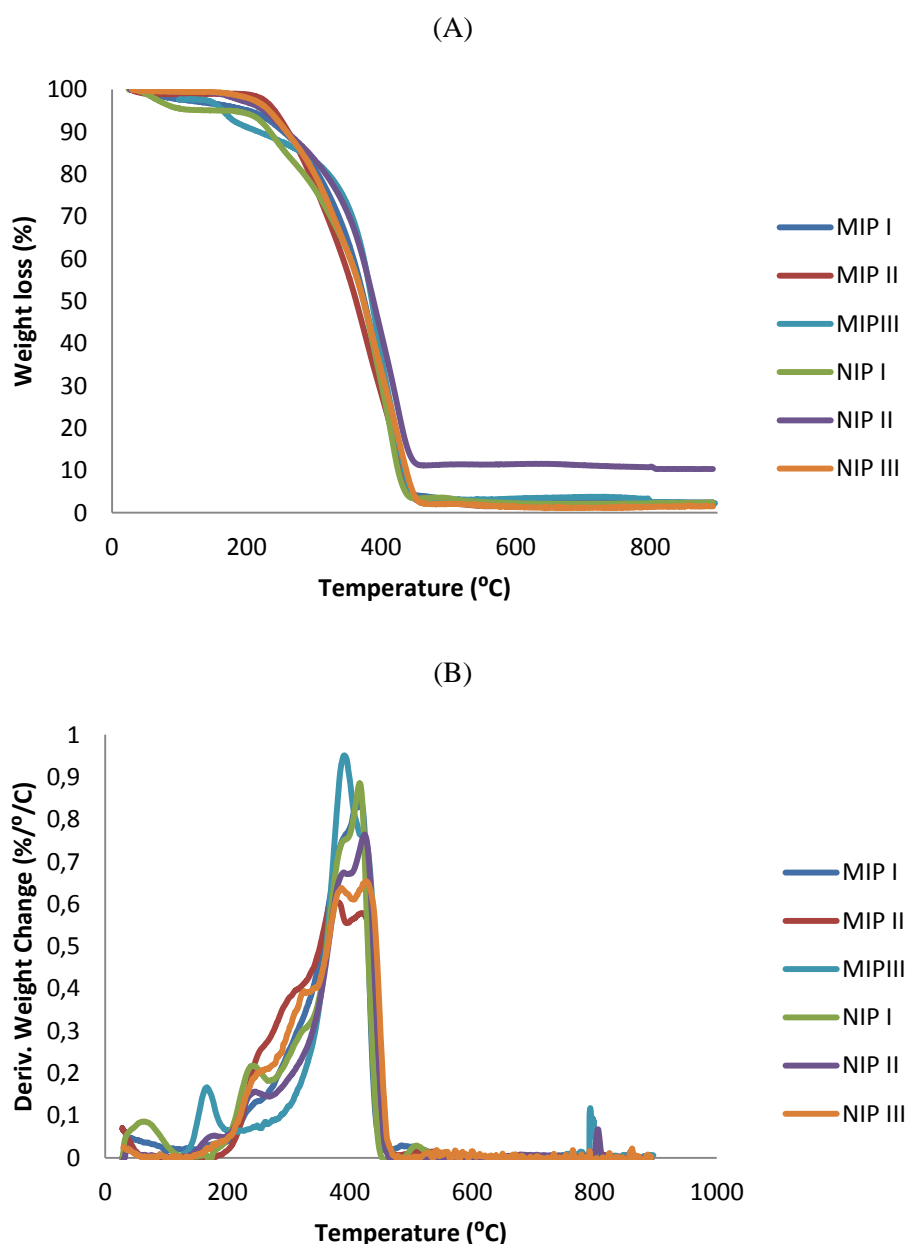 (A)
100
90
80
70
60
50
40
30
20
10
0
0 200 400 600 800
Weight loss (%)
Temperature (⁰C)
MIP I
MIP II
MIPIII
NIP I
NIP II
NIP III
(B)
1
0,9
0,8
0,7
0,6
0,5
0,4
0,3
0,2
0,1
0
0 200 400 600 800 1000
Deriv. Weight Change (%/⁰/C)
Temperature (⁰C)
MIP I
MIP II
MIPIII
NIP I
NIP II
NIP III